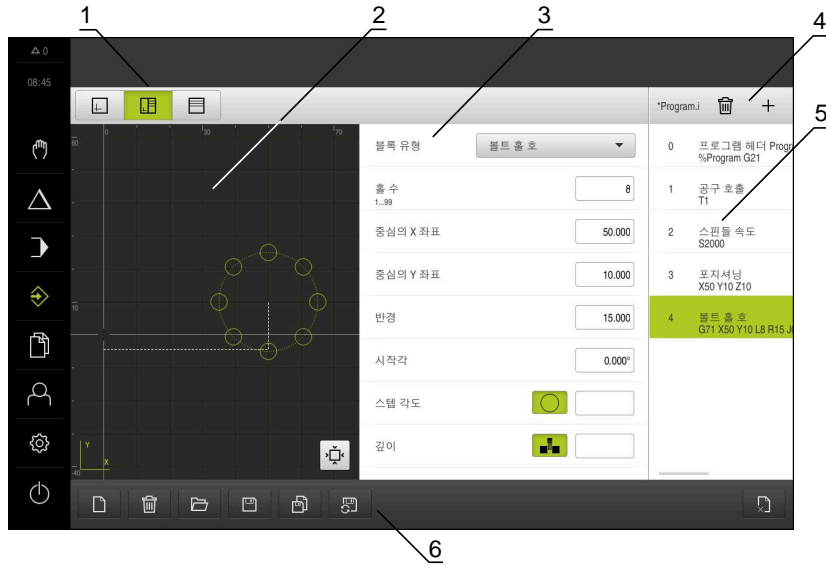 1
2
3
4
5
6
0
08:45
*Program.i
0
30
70
60
10
-40
Y
X
블록 유형
볼트 홀 호
홀 수
1...99
8
중심의 X 좌표
50.000
중심의 Y 좌표
10.000
반경
15.000
시작각
0.000°
스텝 각도
깊이
0 프로그램 헤더 Progr
%Program G21
1 공구 호출
T1
2 스핀들 속도
S2000
3 포지셔닝
X50 Y10 Z10
4 볼트 홀 호
G71 X50 Y10 L8 R15 J0